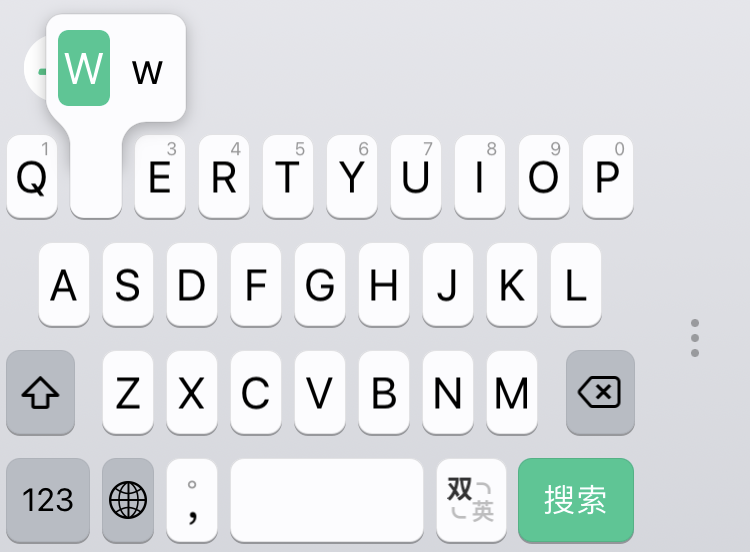 W w
1 3 4 5 6 7 8 9 0
Q E R T Y U I O P
A S D F G H J K L
Z X C V B N M
123 。 , 双 英 搜索